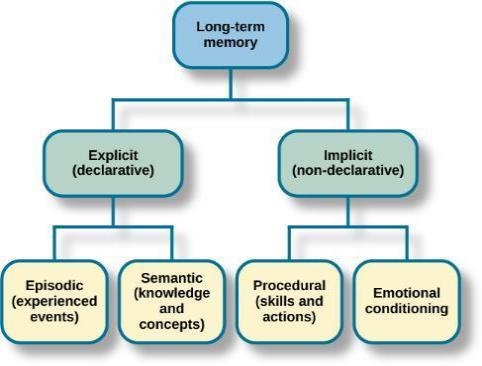 Long-term
memory
Explicit
(declarative)
Implicit
(non-declarative)
Episodic
(experienced
events)
Semantic
(knowledge
and
concepts)
Procedural
(skills and
actions)
Emotional
conditioning